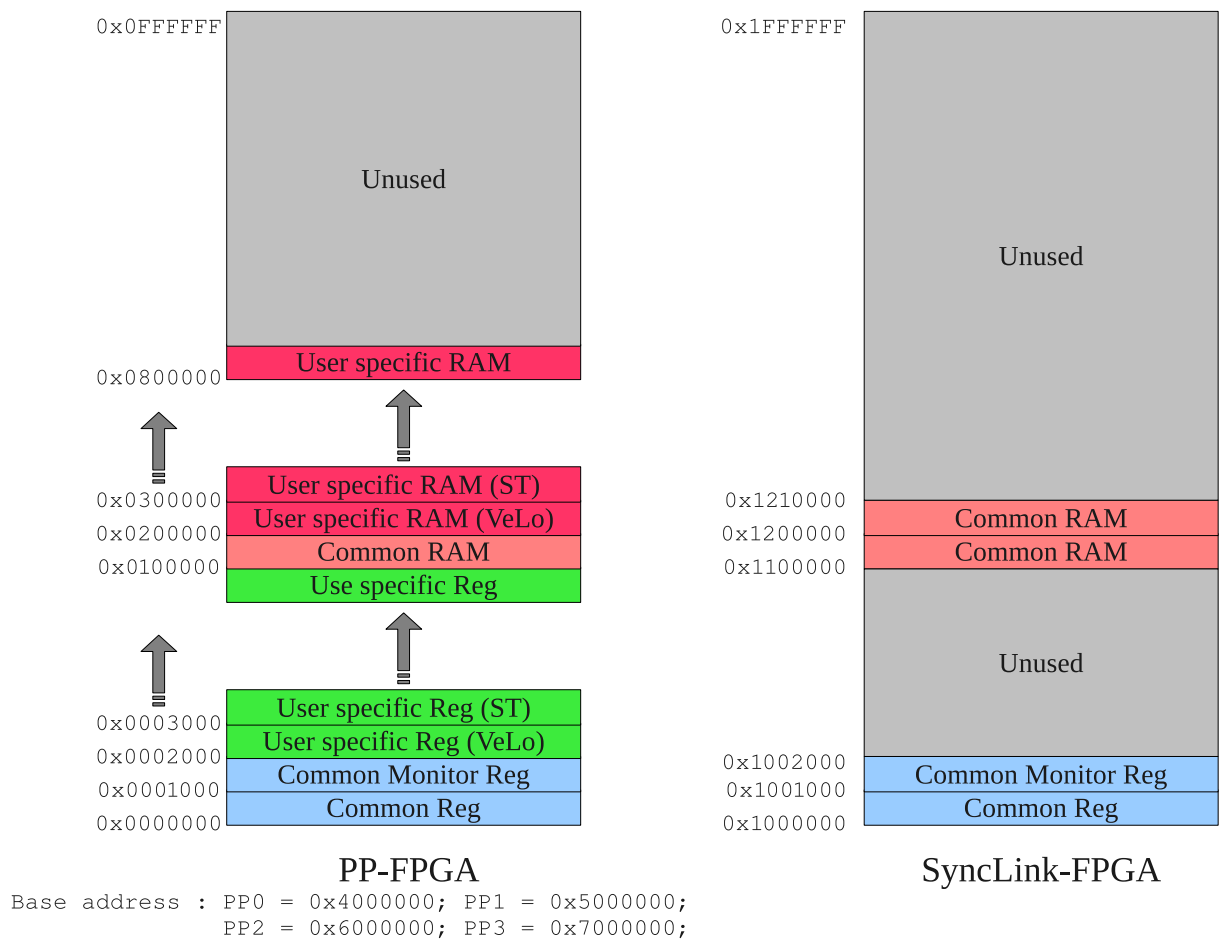 0x0FFFFFF
Unused
User specific RAM
0x0800000
User specific RAM (ST)
0x0300000
User specific RAM (VeLo)
0x0200000
Common RAM
0x0100000
Use specific Reg
User specific Reg (ST)
0x0003000
User specific Reg (VeLo)
0x0002000
Common Monitor Reg
0x0001000
Common Reg
0x0000000
PP-FPGA
Base address : PP0 = 0x4000000; PP1 = 0x5000000;
PP2 = 0x6000000; PP3 = 0x7000000;
0x1FFFFFF
Unused
0x1210000
Common RAM
0x1200000
Common RAM
0x1100000
Unused
0x1002000
Common Monitor Reg
0x1001000
Common Reg
0x1000000
SyncLink-FPGA